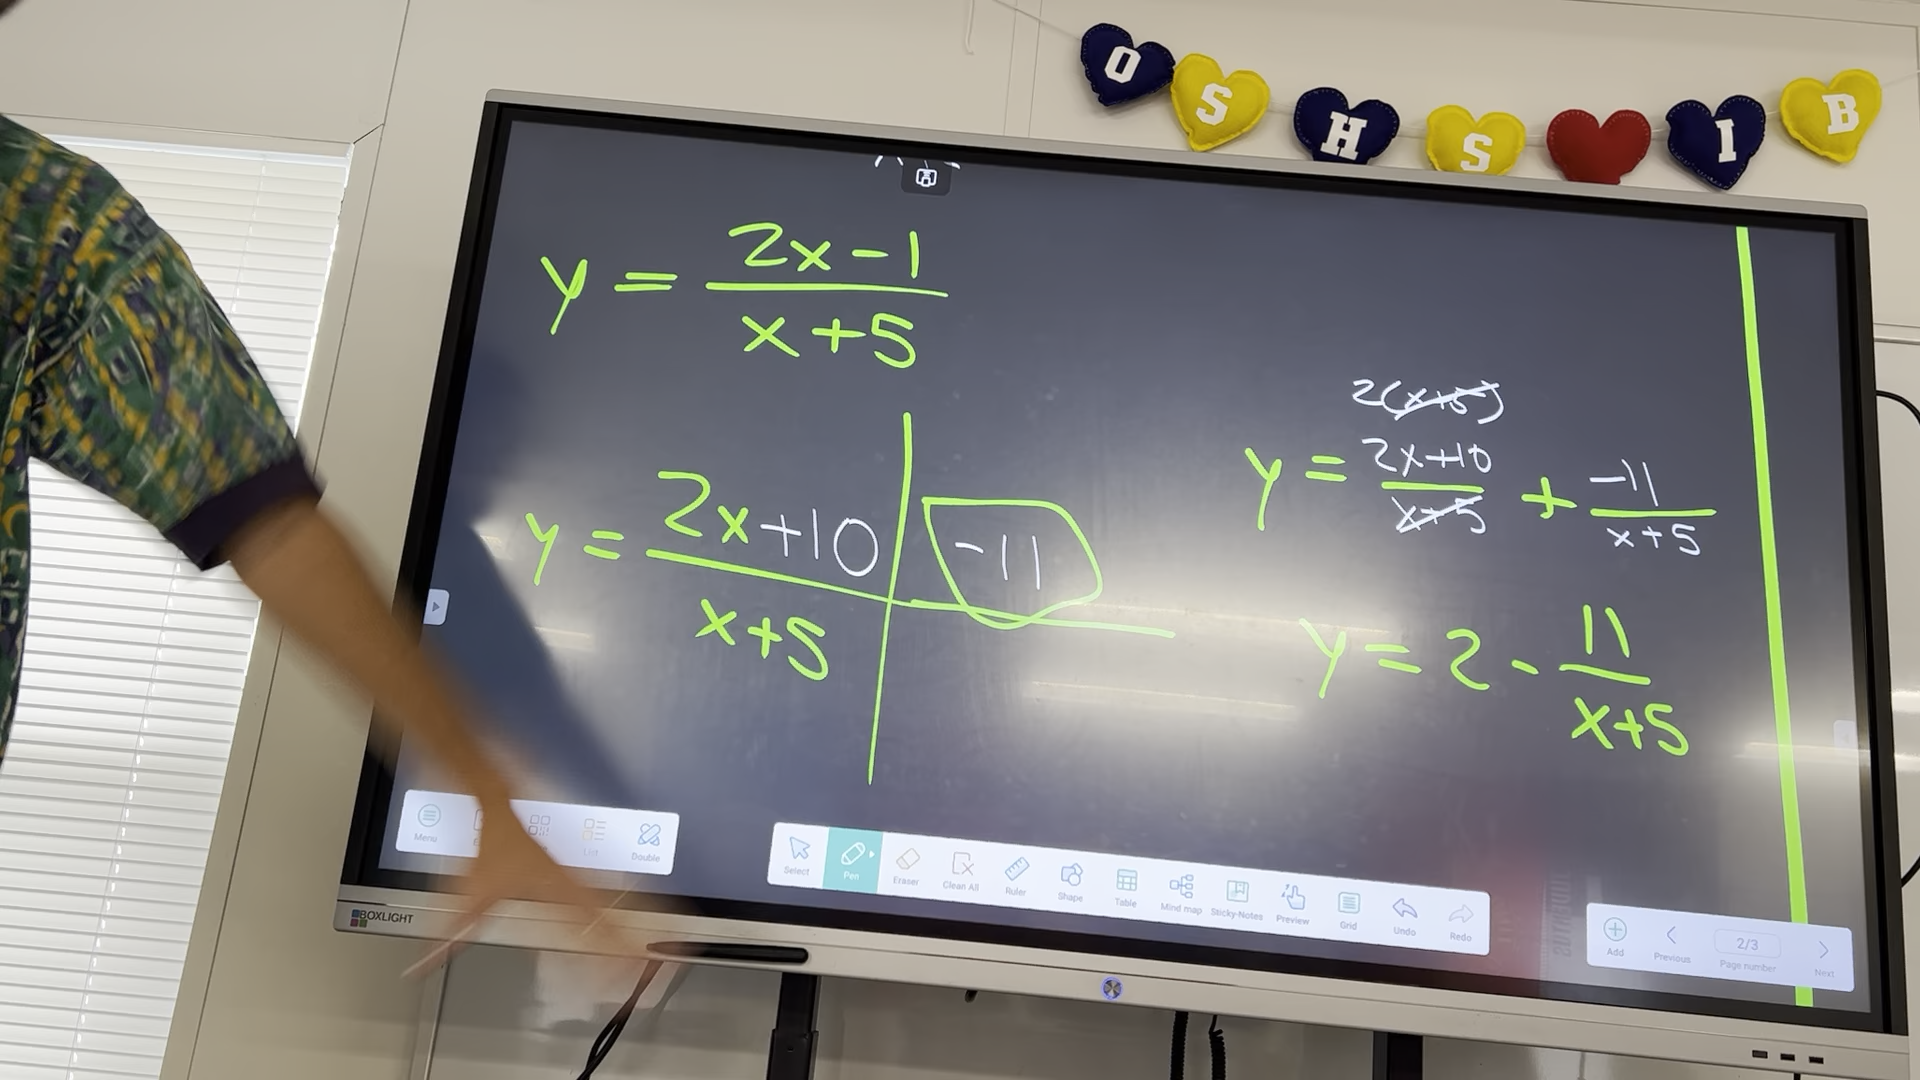 O S H S I B
y = (2x - 1)/(x + 5)
y = (2x + 10)/(x + 5) | -11
2(x+5)
y = (2x+10)/(x+5) + -11/(x+5)
y = 2 - 11/(x+5)
Menu
List
Double
Select
Pen
Eraser
Clean All
Ruler
Shape
Table
Mind map
Sticky-Notes
Preview
Grid
Undo
Redo
Add
Previous
2/3
Page number
Next
BOXLIGHT